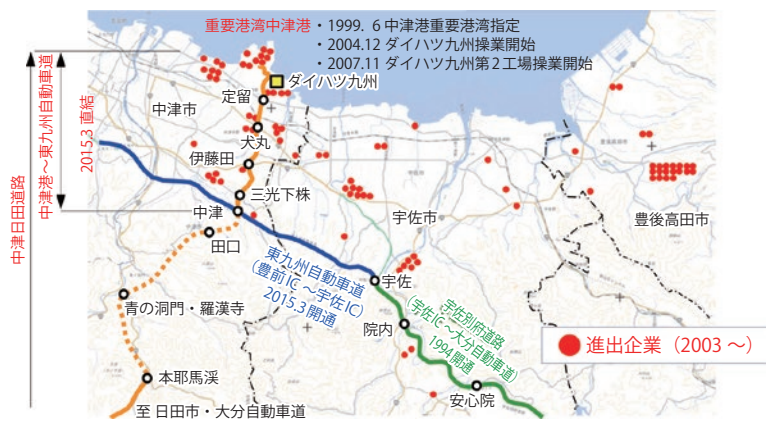 重要港湾中津港・1999. 6 中津港重要港湾指定
・2004.12 ダイハツ九州操業開始
・2007.11 ダイハツ九州第２工場操業開始
ダイハツ九州
中津日田道路
中津港～東九州自動車道
2015.3 直結
中津市
定留
犬丸
伊藤田
三光下秣
中津
田口
宇佐市
豊後高田市
東九州自動車道
（豊前IC～宇佐IC）
2015.3開通
宇佐
宇佐別府道路
（宇佐IC～大分自動車道）
1994開通
青の洞門・羅漢寺
院内
進出企業（2003 ～）
本耶馬渓
安心院
至 日田市・大分自動車道